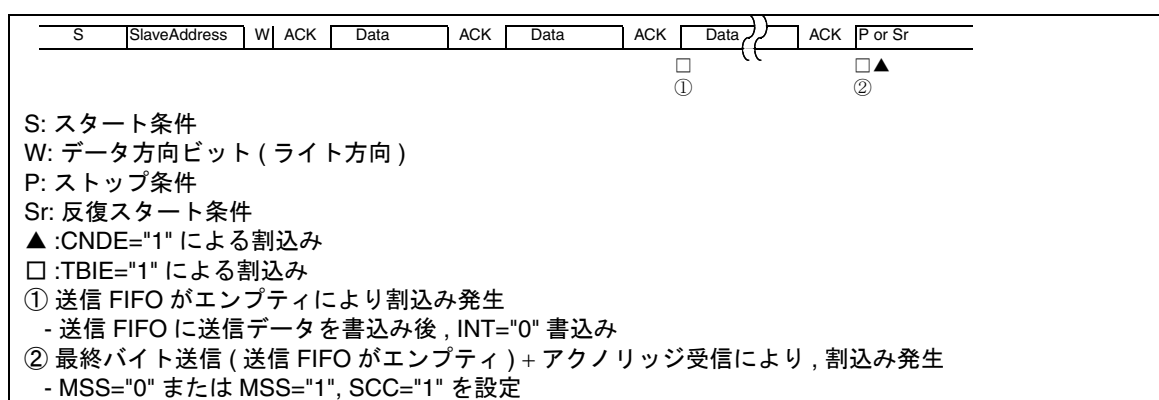 S SlaveAddress W ACK Data ACK Data ACK Data ACK P or Sr
□ □▲
① ②
S: スタート条件
W: データ方向ビット ( ライト方向 )
P: ストップ条件
Sr: 反復スタート条件
▲ :CNDE="1" による割込み
□ :TBIE="1" による割込み
① 送信 FIFO がエンプティにより割込み発生
- 送信 FIFO に送信データを書込み後 , INT="0" 書込み
② 最終バイト送信 ( 送信 FIFO がエンプティ ) + アクノリッジ受信により , 割込み発生
- MSS="0" または MSS="1", SCC="1" を設定